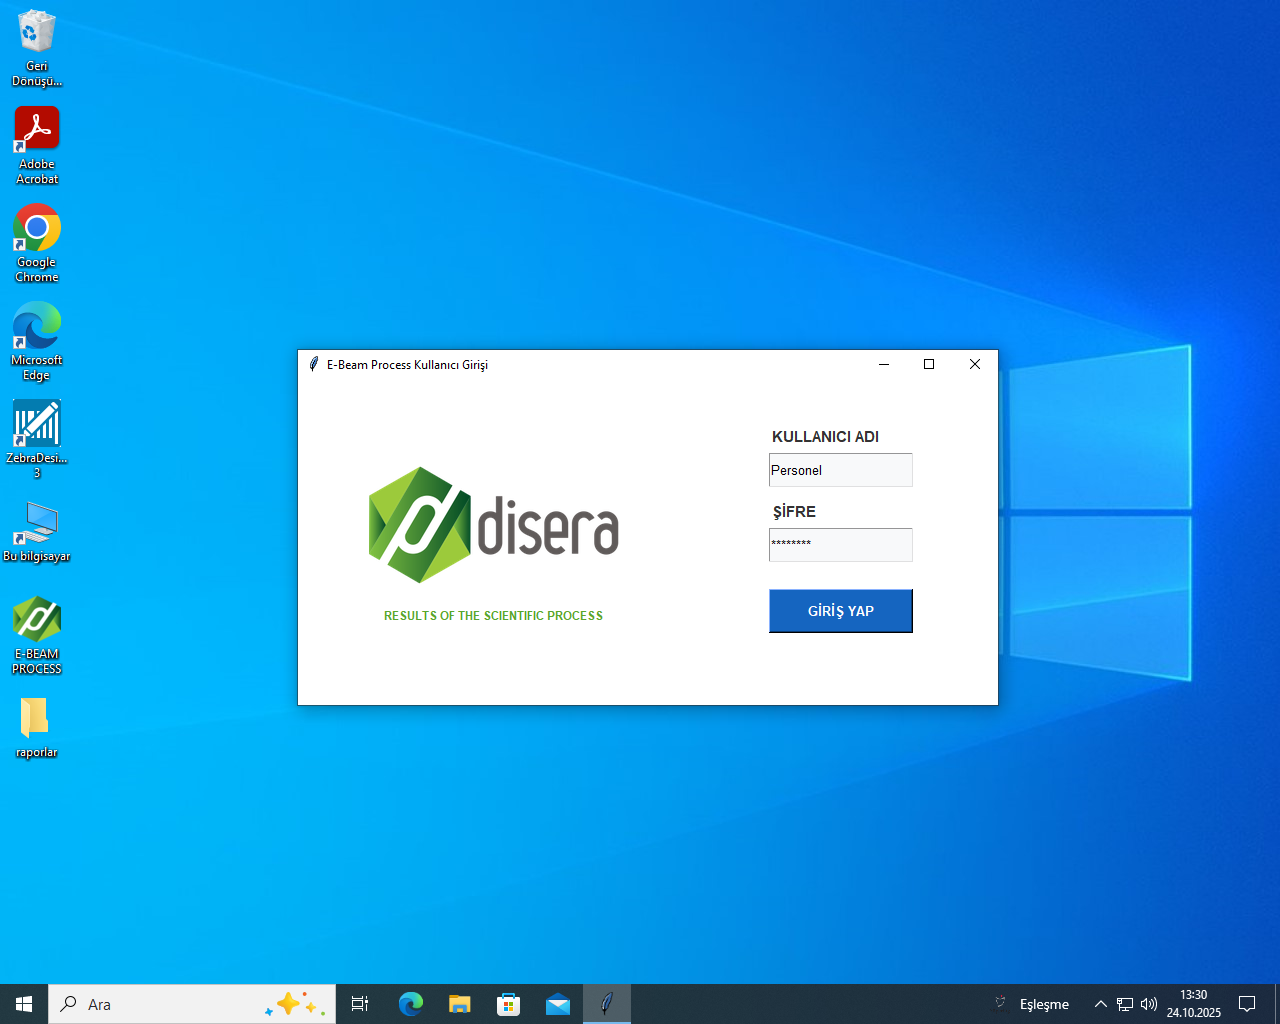 Geri
Dönüşü...
Adobe
Acrobat
Google
Chrome
Microsoft
Edge
ZebraDesi...
3
Bu bilgisayar
E-BEAM
PROCESS
raporlar
E-Beam Process Kullanıcı Girişi
disera
RESULTS OF THE SCIENTIFIC PROCESS
KULLANICI ADI
Personel
ŞİFRE
********
GİRİŞ YAP
Ara
Eşleşme
13:30
24.10.2025